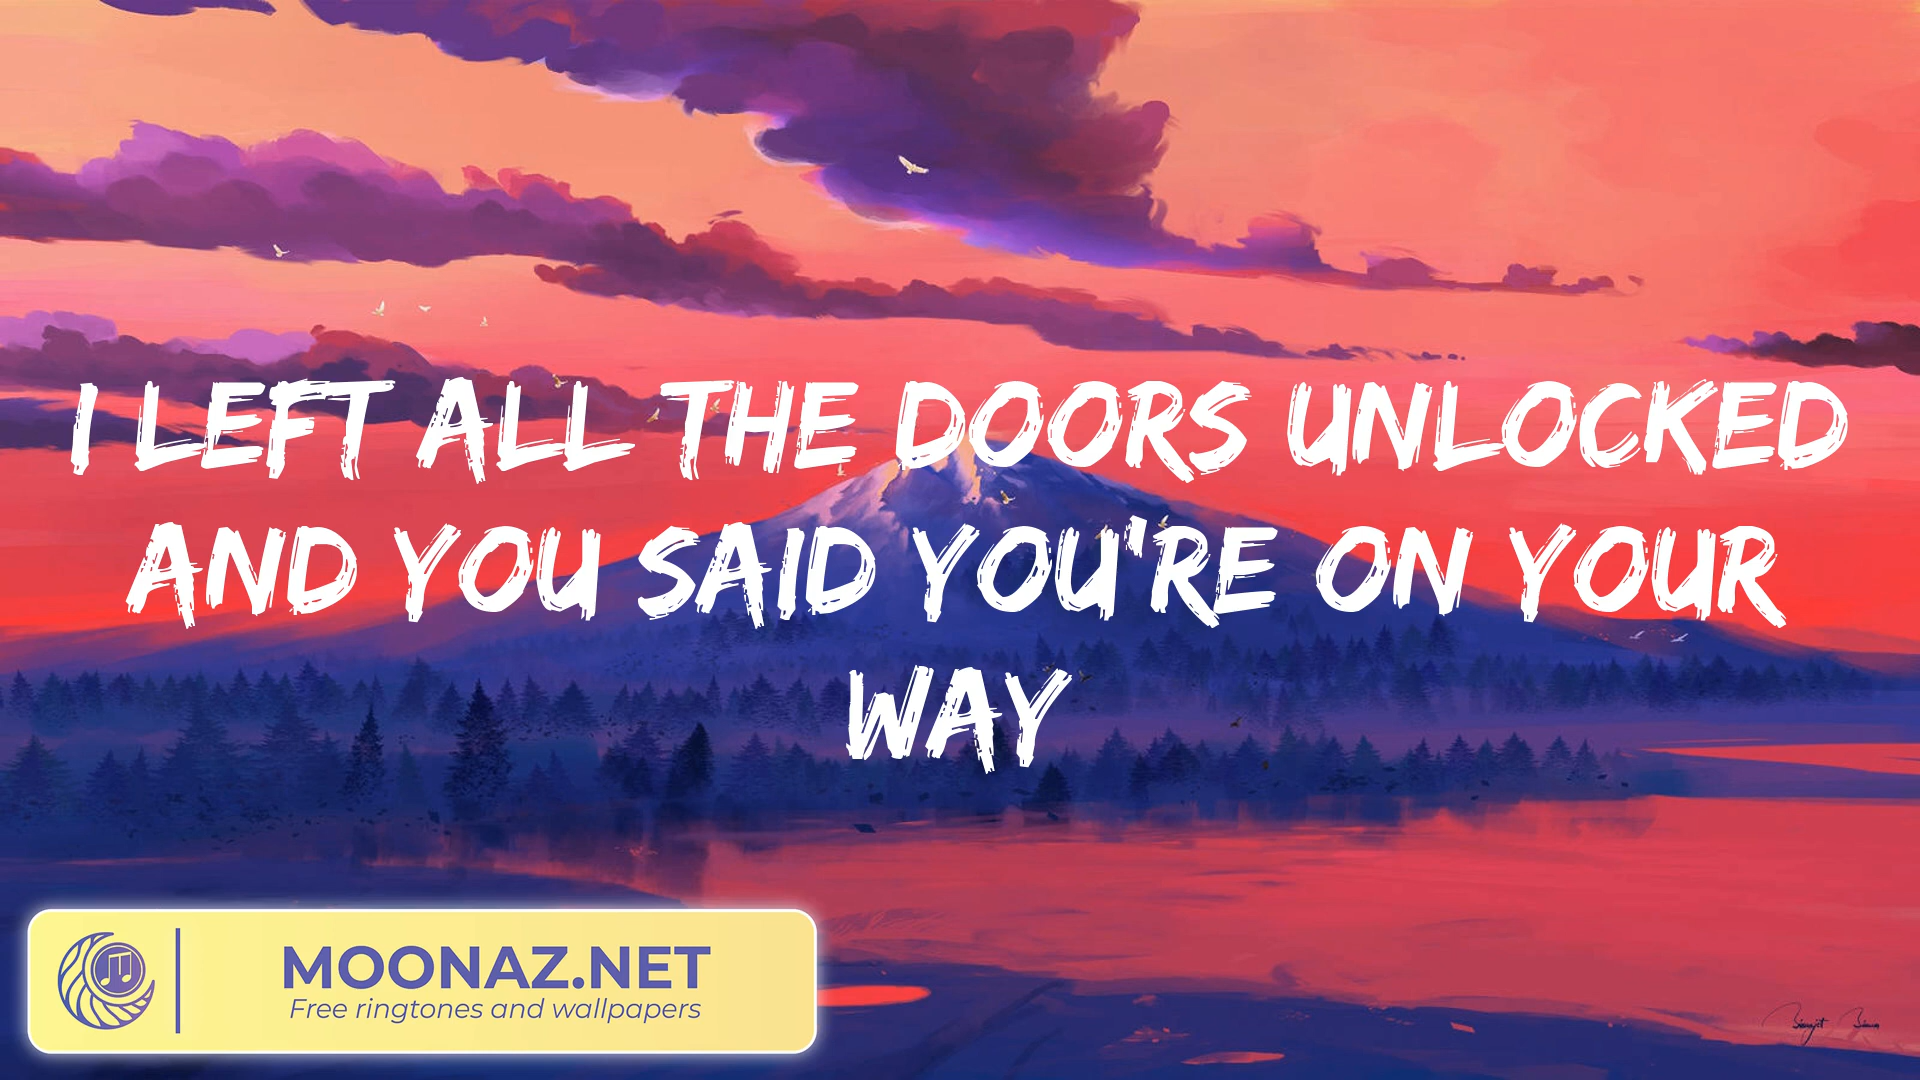 I LEFT ALL THE DOORS UNLOCKED
AND YOU SAID YOU'RE ON YOUR
WAY
MOONAZ.NET
Free ringtones and wallpapers